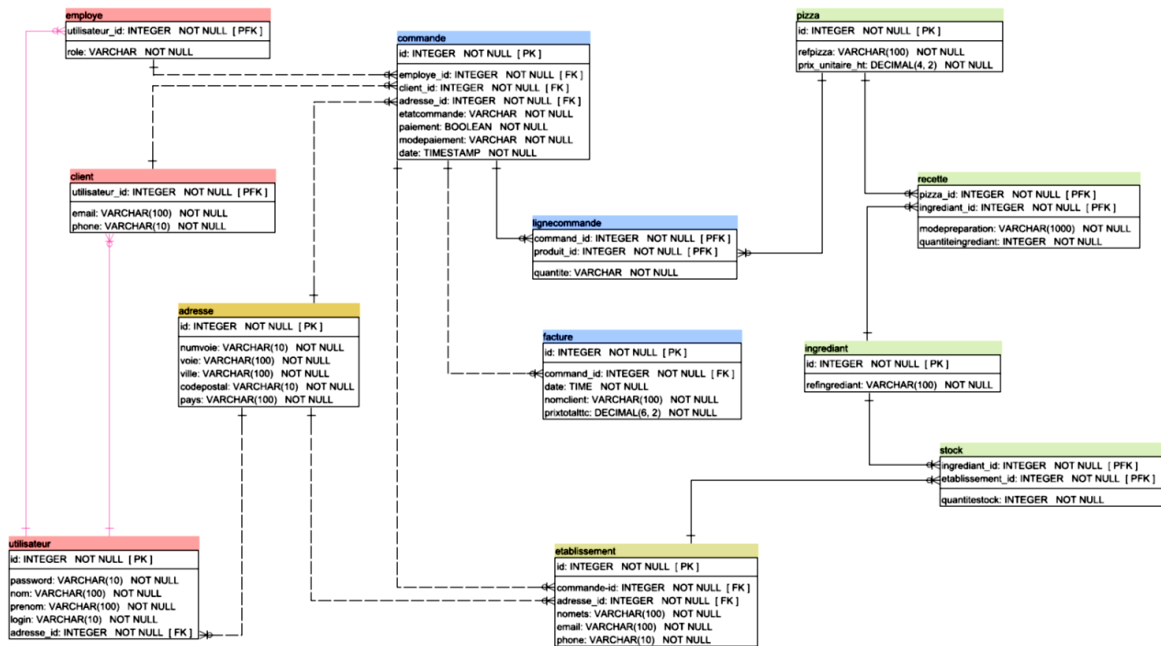 employe
utilisateur_id: INTEGER NOT NULL [ PFK ]
role: VARCHAR NOT NULL
commande
id: INTEGER NOT NULL [ PK ]
employe_id: INTEGER NOT NULL [ FK ]
client_id: INTEGER NOT NULL [ FK ]
adresse_id: INTEGER NOT NULL [ FK ]
etatcommande: VARCHAR NOT NULL
paiement: BOOLEAN NOT NULL
modepaiement: VARCHAR NOT NULL
date: TIMESTAMP NOT NULL
pizza
id: INTEGER NOT NULL [ PK ]
refpizza: VARCHAR(100) NOT NULL
prix_unitaire_ht: DECIMAL(4, 2) NOT NULL
client
utilisateur_id: INTEGER NOT NULL [ PFK ]
email: VARCHAR(100) NOT NULL
phone: VARCHAR(10) NOT NULL
recette
pizza_id: INTEGER NOT NULL [ PFK ]
ingrediant_id: INTEGER NOT NULL [ PFK ]
modepreparation: VARCHAR(1000) NOT NULL
quantiteingrediant: INTEGER NOT NULL
lignecommande
command_id: INTEGER NOT NULL [ PFK ]
produit_id: INTEGER NOT NULL [ PFK ]
quantite: VARCHAR NOT NULL
adresse
id: INTEGER NOT NULL [ PK ]
numvoie: VARCHAR(10) NOT NULL
voie: VARCHAR(100) NOT NULL
ville: VARCHAR(100) NOT NULL
codepostal: VARCHAR(10) NOT NULL
pays: VARCHAR(100) NOT NULL
facture
id: INTEGER NOT NULL [ PK ]
command_id: INTEGER NOT NULL [ FK ]
date: TIME NOT NULL
nomclient: VARCHAR(100) NOT NULL
prixtotalttc: DECIMAL(6, 2) NOT NULL
ingrediant
id: INTEGER NOT NULL [ PK ]
refingrediant: VARCHAR(100) NOT NULL
stock
ingrediant_id: INTEGER NOT NULL [ PFK ]
etablissement_id: INTEGER NOT NULL [ PFK ]
quantitestock: INTEGER NOT NULL
utilisateur
id: INTEGER NOT NULL [ PK ]
password: VARCHAR(10) NOT NULL
nom: VARCHAR(100) NOT NULL
prenom: VARCHAR(100) NOT NULL
login: VARCHAR(10) NOT NULL
adresse_id: INTEGER NOT NULL [ FK ]
etablissement
id: INTEGER NOT NULL [ PK ]
commande-id: INTEGER NOT NULL [ FK ]
adresse_id: INTEGER NOT NULL [ FK ]
nomets: VARCHAR(100) NOT NULL
email: VARCHAR(100) NOT NULL
phone: VARCHAR(10) NOT NULL